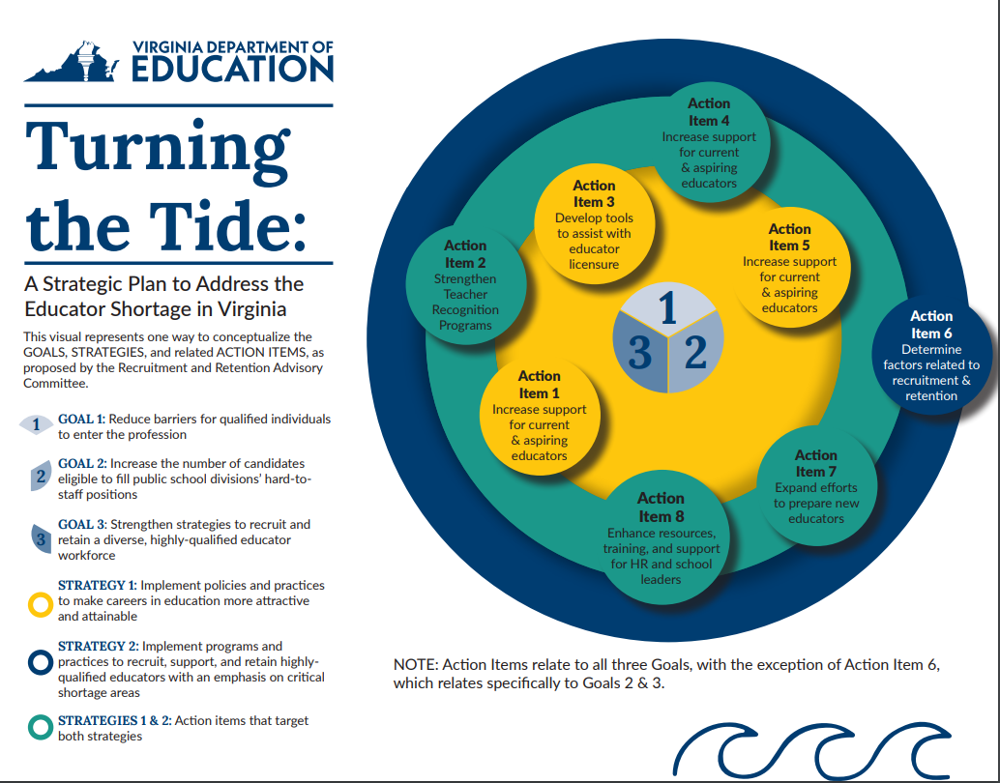 VIRGINIA DEPARTMENT OF
EDUCATION
Turning
the Tide:
A Strategic Plan to Address the
Educator Shortage in Virginia
This visual represents one way to conceptualize the
GOALS, STRATEGIES, and related ACTION ITEMS, as
proposed by the Recruitment and Retention Advisory
Committee.
1
GOAL 1: Reduce barriers for qualified individuals
to enter the profession
2
GOAL 2: Increase the number of candidates
eligible to fill public school divisions' hard-to-
staff positions
3
GOAL 3: Strengthen strategies to recruit and
retain a diverse, highly-qualified educator
workforce
STRATEGY 1: Implement policies and practices
to make careers in education more attractive
and attainable
STRATEGY 2: Implement programs and
practices to recruit, support, and retain highly-
qualified educators with an emphasis on critical
shortage areas
STRATEGIES 1 & 2: Action items that target
both strategies
Action
Item 4
Increase support
for current
& aspiring
educators
Action
Item 3
Develop tools
to assist with
educator
licensure
Action
Item 5
Increase support
for current
& aspiring
educators
Action
Item 2
Strengthen
Teacher
Recognition
Programs
1
3
2
Action
Item 6
Determine
factors related to
recruitment &
retention
Action
Item 1
Increase support
for current
& aspiring
educators
Action
Item 7
Expand efforts
to prepare new
educators
Action
Item 8
Enhance resources,
training, and support
for HR and school
leaders
NOTE: Action Items relate to all three Goals, with the exception of Action Item 6,
which relates specifically to Goals 2 & 3.